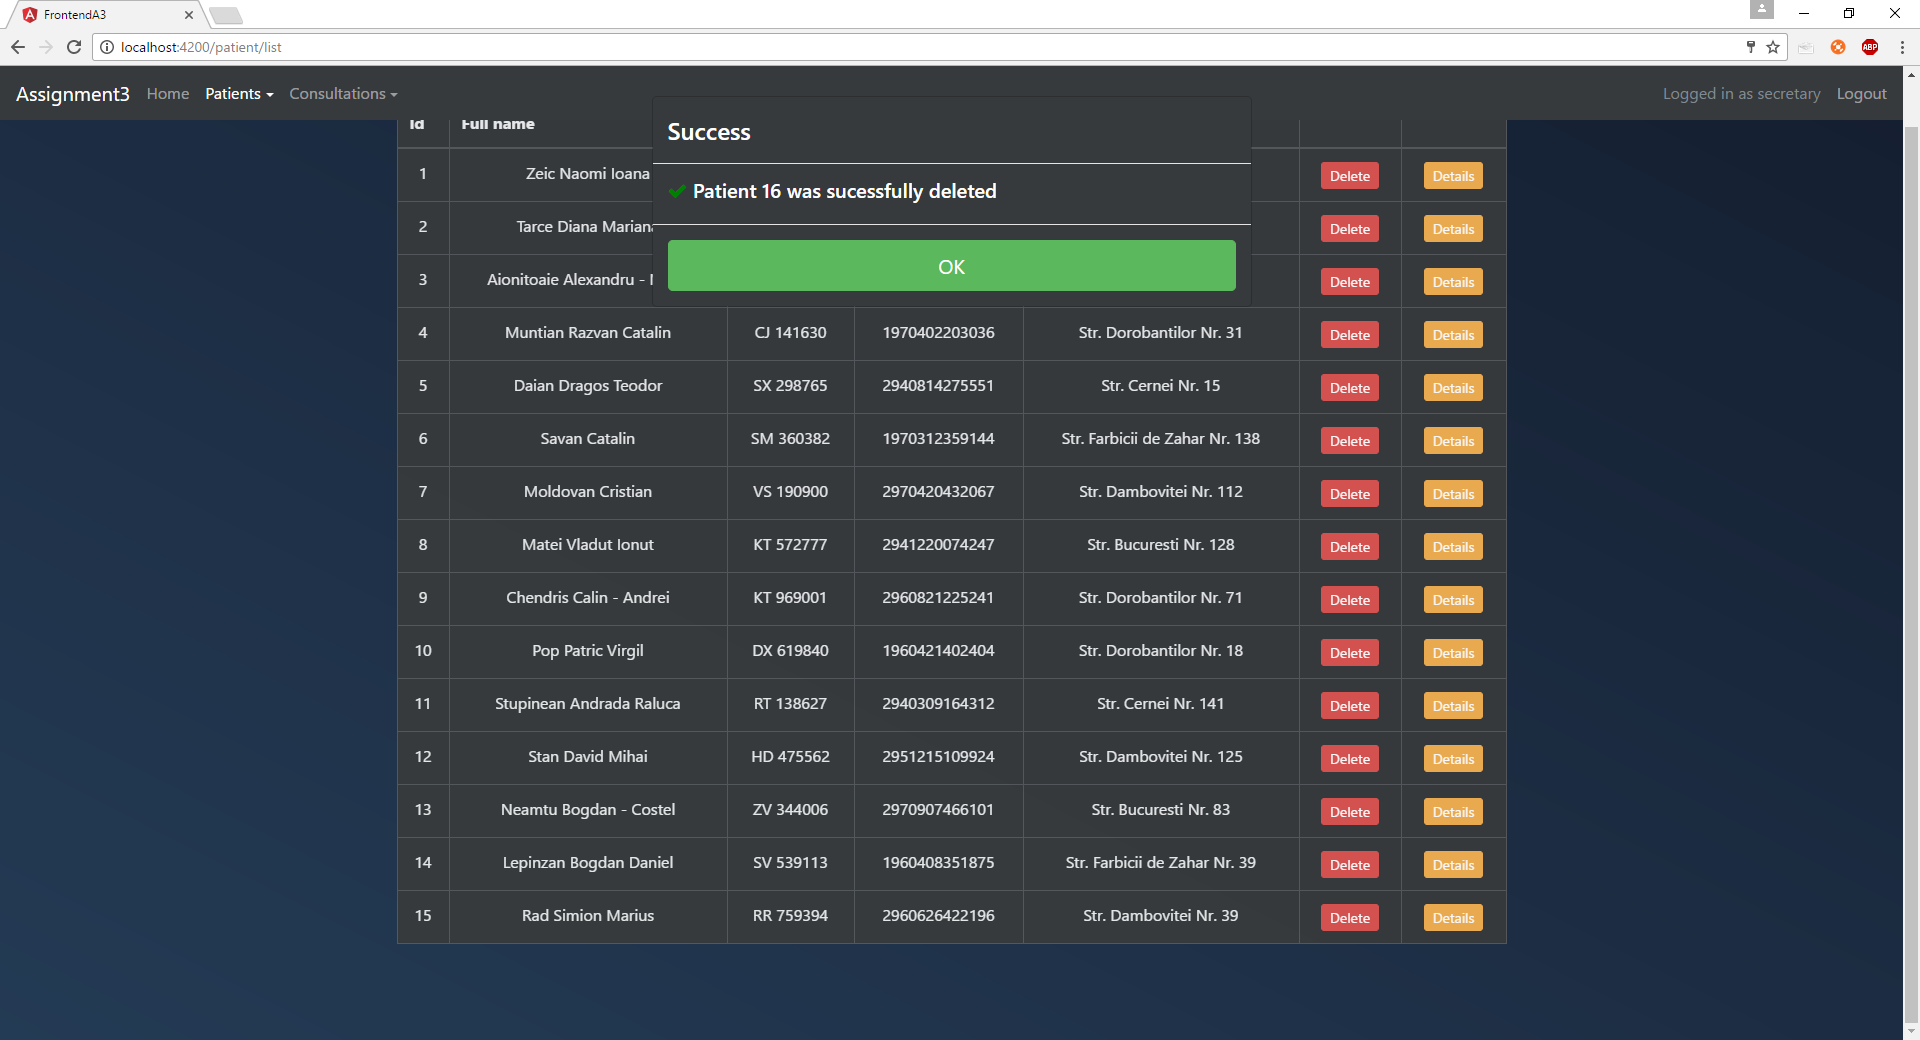 FrontendA3
localhost:4200/patient/list
ABP
Assignment3 Home Patients Consultations Logged in as secretary Logout
Id Full name
Success
1 Zeic Naomi Ioana Delete Details
Patient 16 was sucessfully deleted
2 Tarce Diana Mariana Delete Details
OK
3 Aionitoaie Alexandru - Delete Details
4 Muntian Razvan Catalin CJ 141630 1970402203036 Str. Dorobantilor Nr. 31 Delete Details
5 Daian Dragos Teodor SX 298765 2940814275551 Str. Cernei Nr. 15 Delete Details
6 Savan Catalin SM 360382 1970312359144 Str. Farbicii de Zahar Nr. 138 Delete Details
7 Moldovan Cristian VS 190900 2970420432067 Str. Dambovitei Nr. 112 Delete Details
8 Matei Vladut Ionut KT 572777 2941220074247 Str. Bucuresti Nr. 128 Delete Details
9 Chendris Calin - Andrei KT 969001 2960821225241 Str. Dorobantilor Nr. 71 Delete Details
10 Pop Patric Virgil DX 619840 1960421402404 Str. Dorobantilor Nr. 18 Delete Details
11 Stupinean Andrada Raluca RT 138627 2940309164312 Str. Cernei Nr. 141 Delete Details
12 Stan David Mihai HD 475562 2951215109924 Str. Dambovitei Nr. 125 Delete Details
13 Neamtu Bogdan - Costel ZV 344006 2970907466101 Str. Bucuresti Nr. 83 Delete Details
14 Lepinzan Bogdan Daniel SV 539113 1960408351875 Str. Farbicii de Zahar Nr. 39 Delete Details
15 Rad Simion Marius RR 759394 2960626422196 Str. Dambovitei Nr. 39 Delete Details